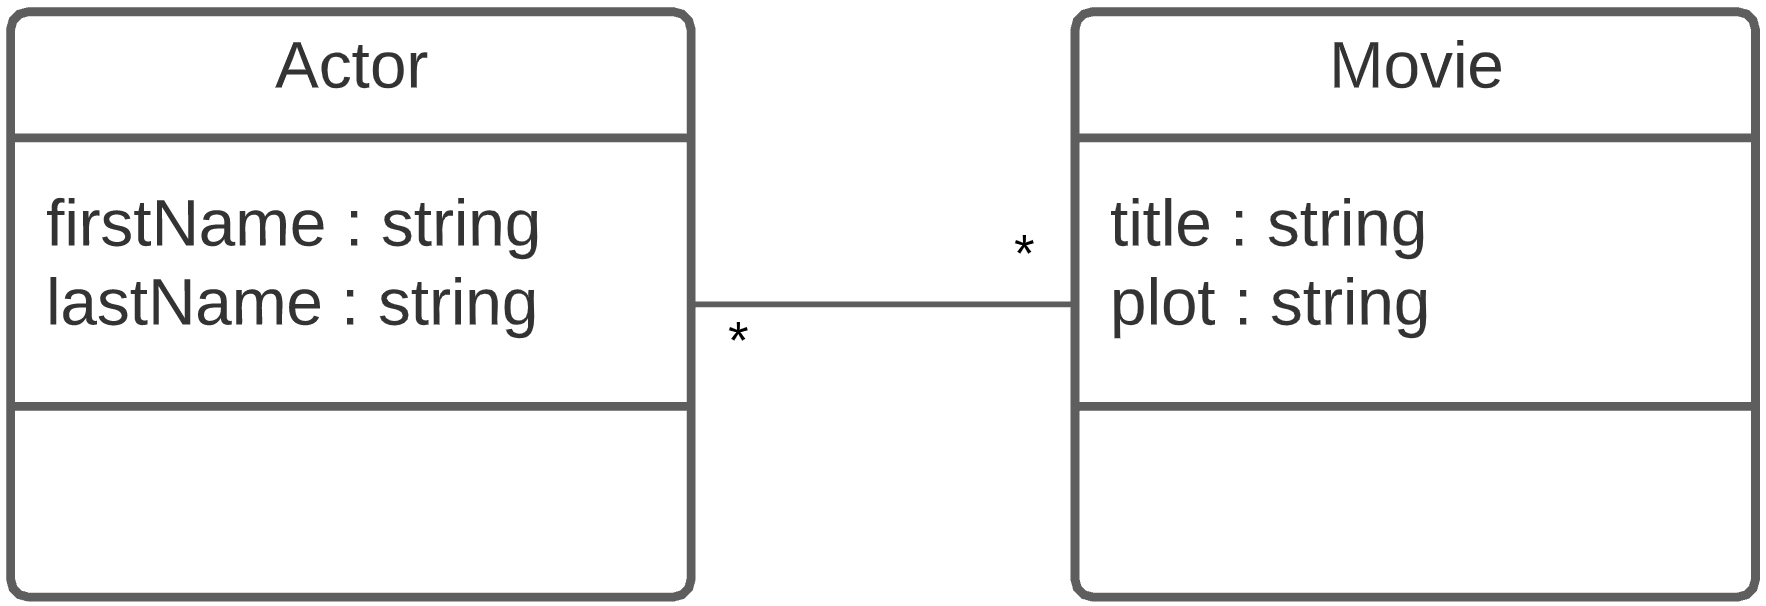 Actor
firstName : string
lastName : string
*
*
Movie
title : string
plot : string